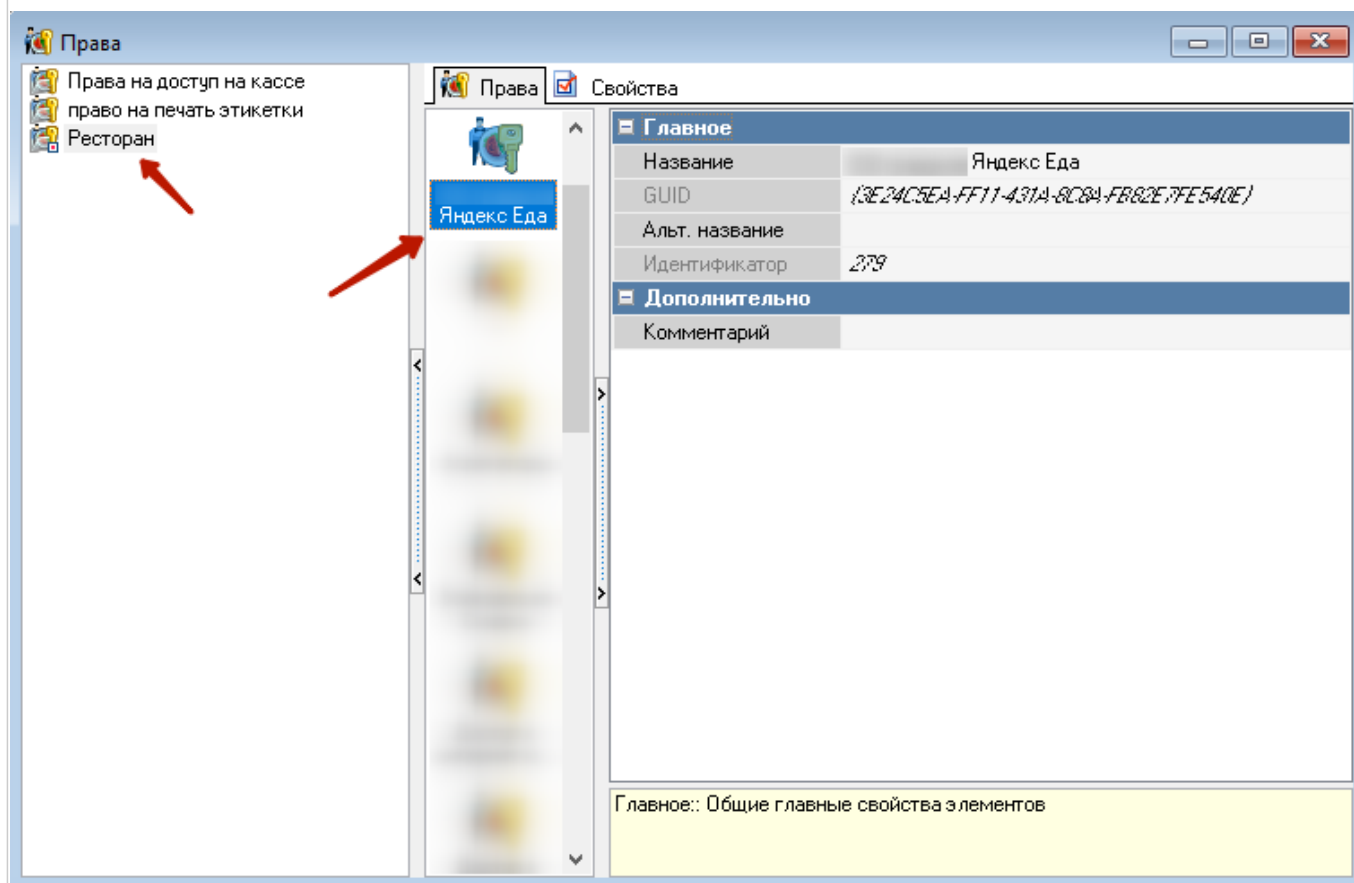 Права
Права на доступ на кассе
право на печать этикетки
Ресторан
Права
Свойства
Яндекс Еда
Главное
Название Яндекс Еда
GUID {3E24C5EA-FF11-431A-8C8A-FB82E7FE540E}
Альт. название
Идентификатор 279
Дополнительно
Комментарий
Главное:: Общие главные свойства элементов